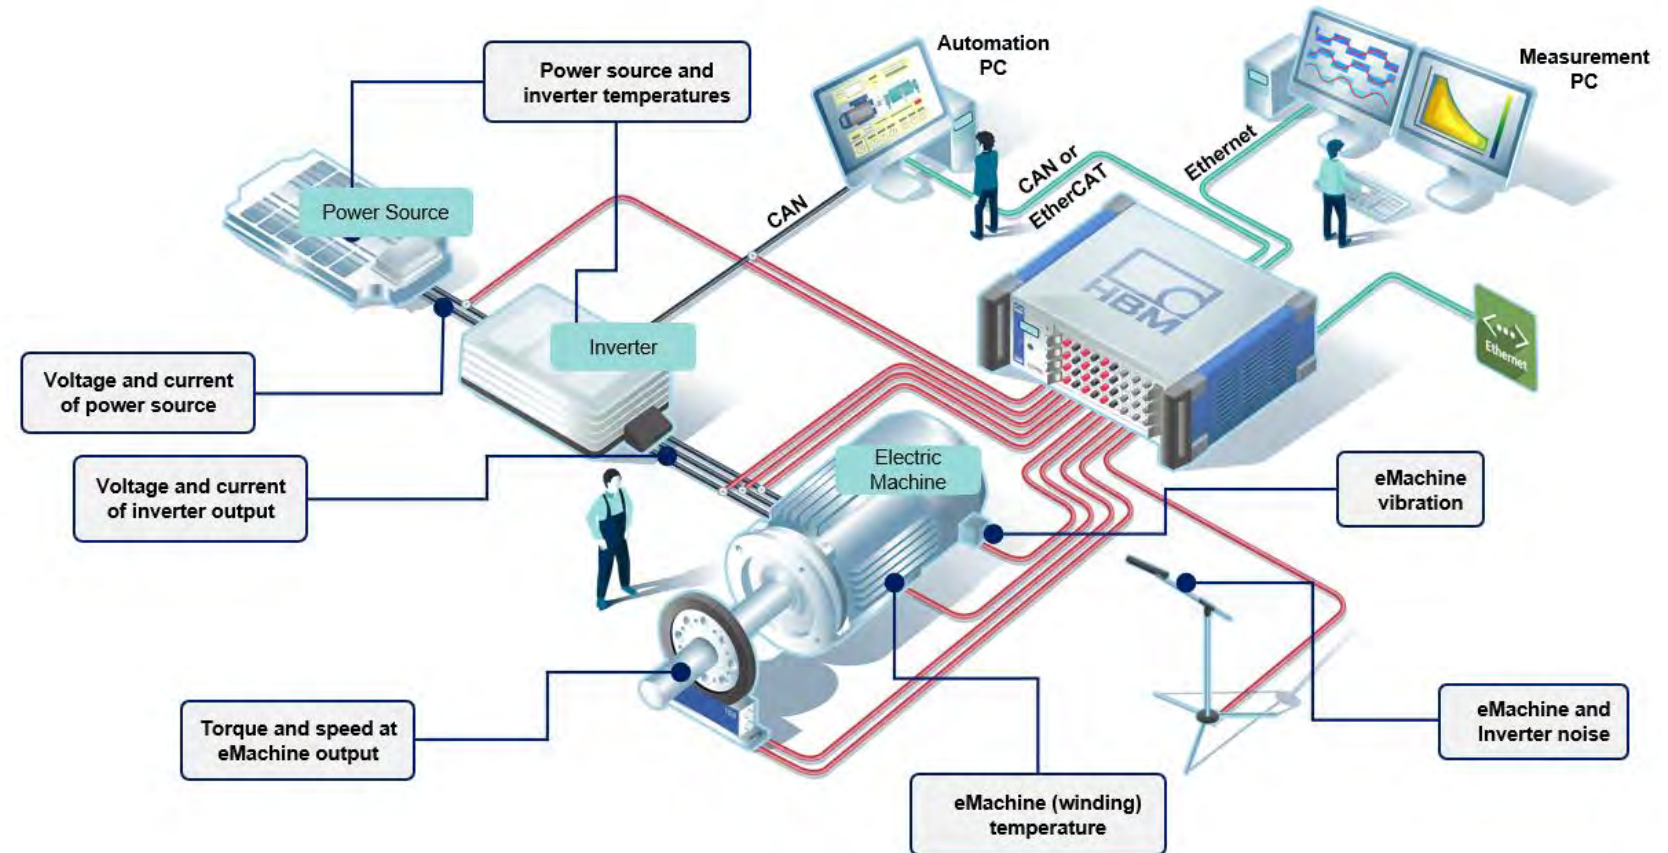 Automation
PC
Measurement
PC
Power source and
inverter temperatures
CAN or
EtherCAT
Ethernet
CAN
Power Source
HBM
Inverter
Ethernet
Voltage and current
of power source
Voltage and current
of inverter output
Electric
Machine
eMachine
vibration
Torque and speed at
eMachine output
eMachine and
Inverter noise
eMachine (winding)
temperature